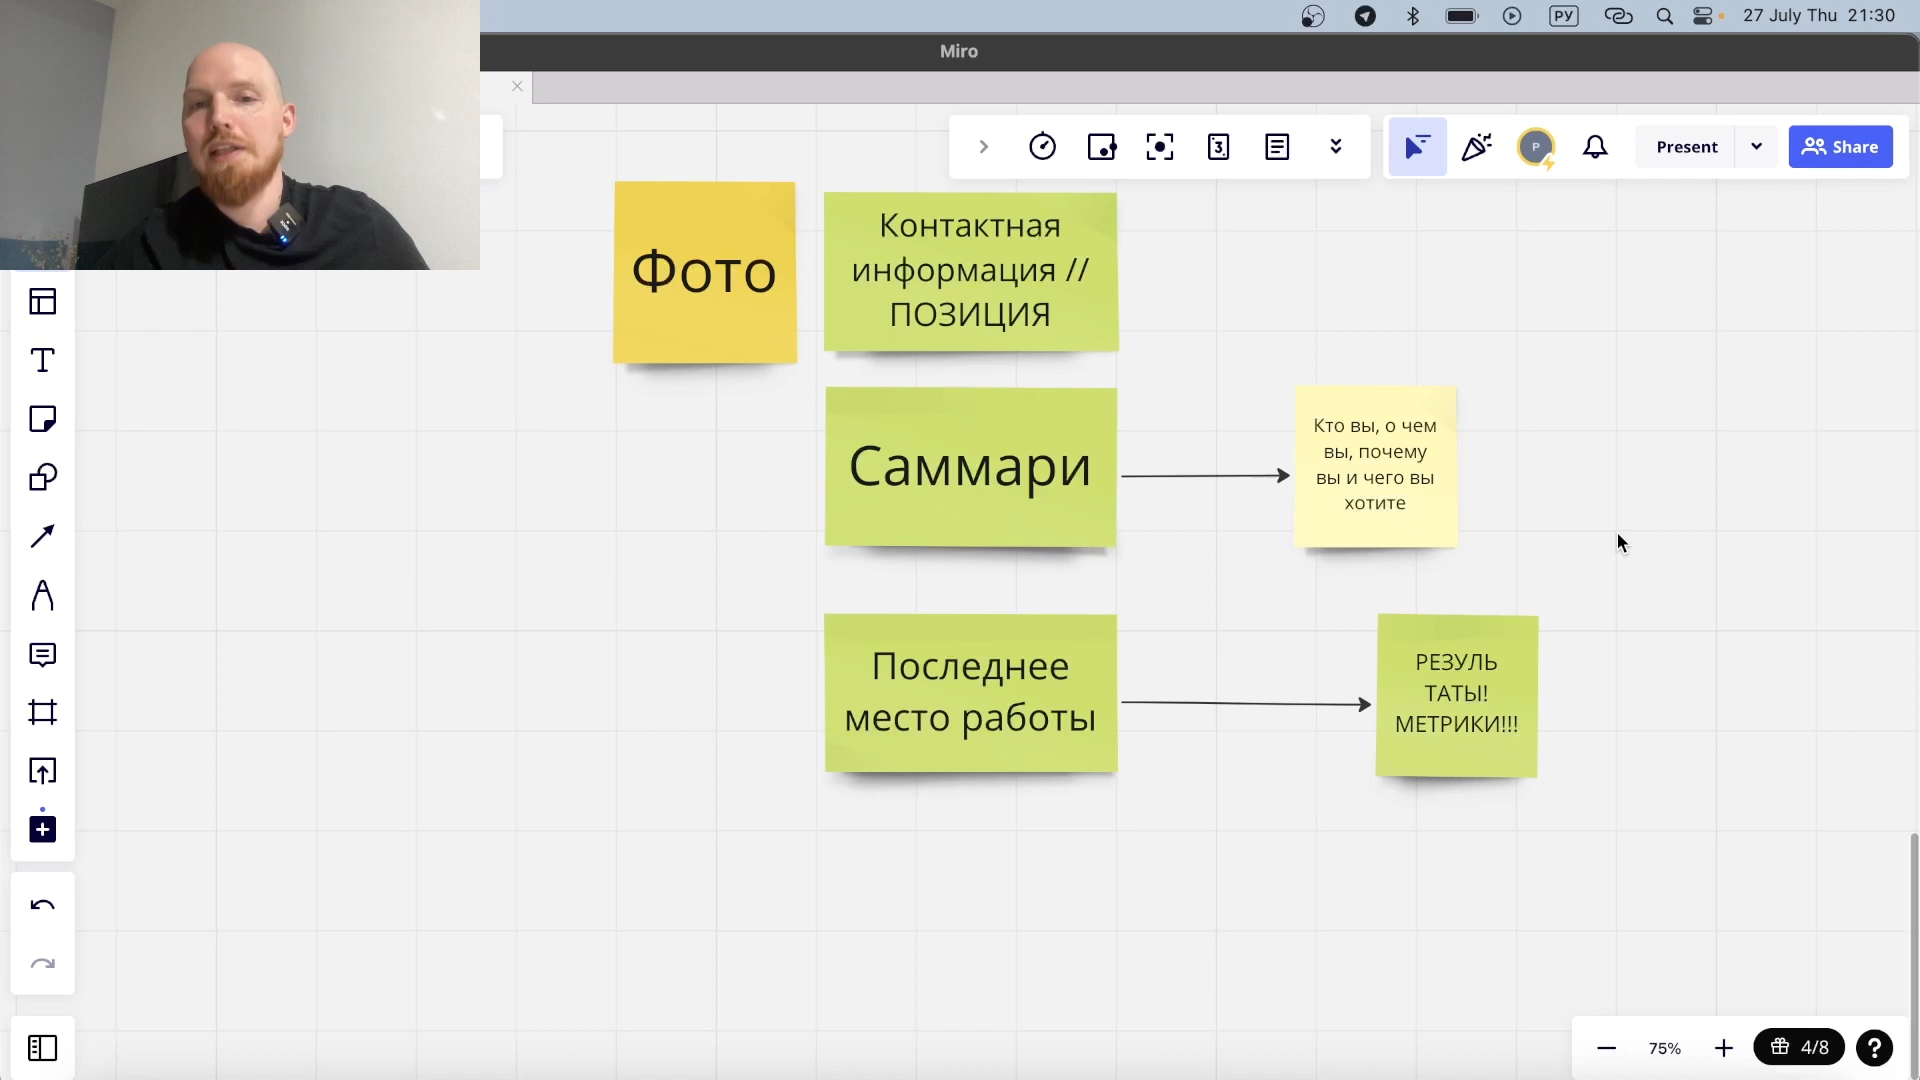 РУ
27 July Thu 21:30
Miro
Present
Share
P
3
Фото
Контактная
информация //
ПОЗИЦИЯ
Саммари
Кто вы, о чем
вы, почему
вы и чего вы
хотите
Последнее
место работы
РЕЗУЛЬ
ТАТЫ!
МЕТРИКИ!!!
75%
4/8
?